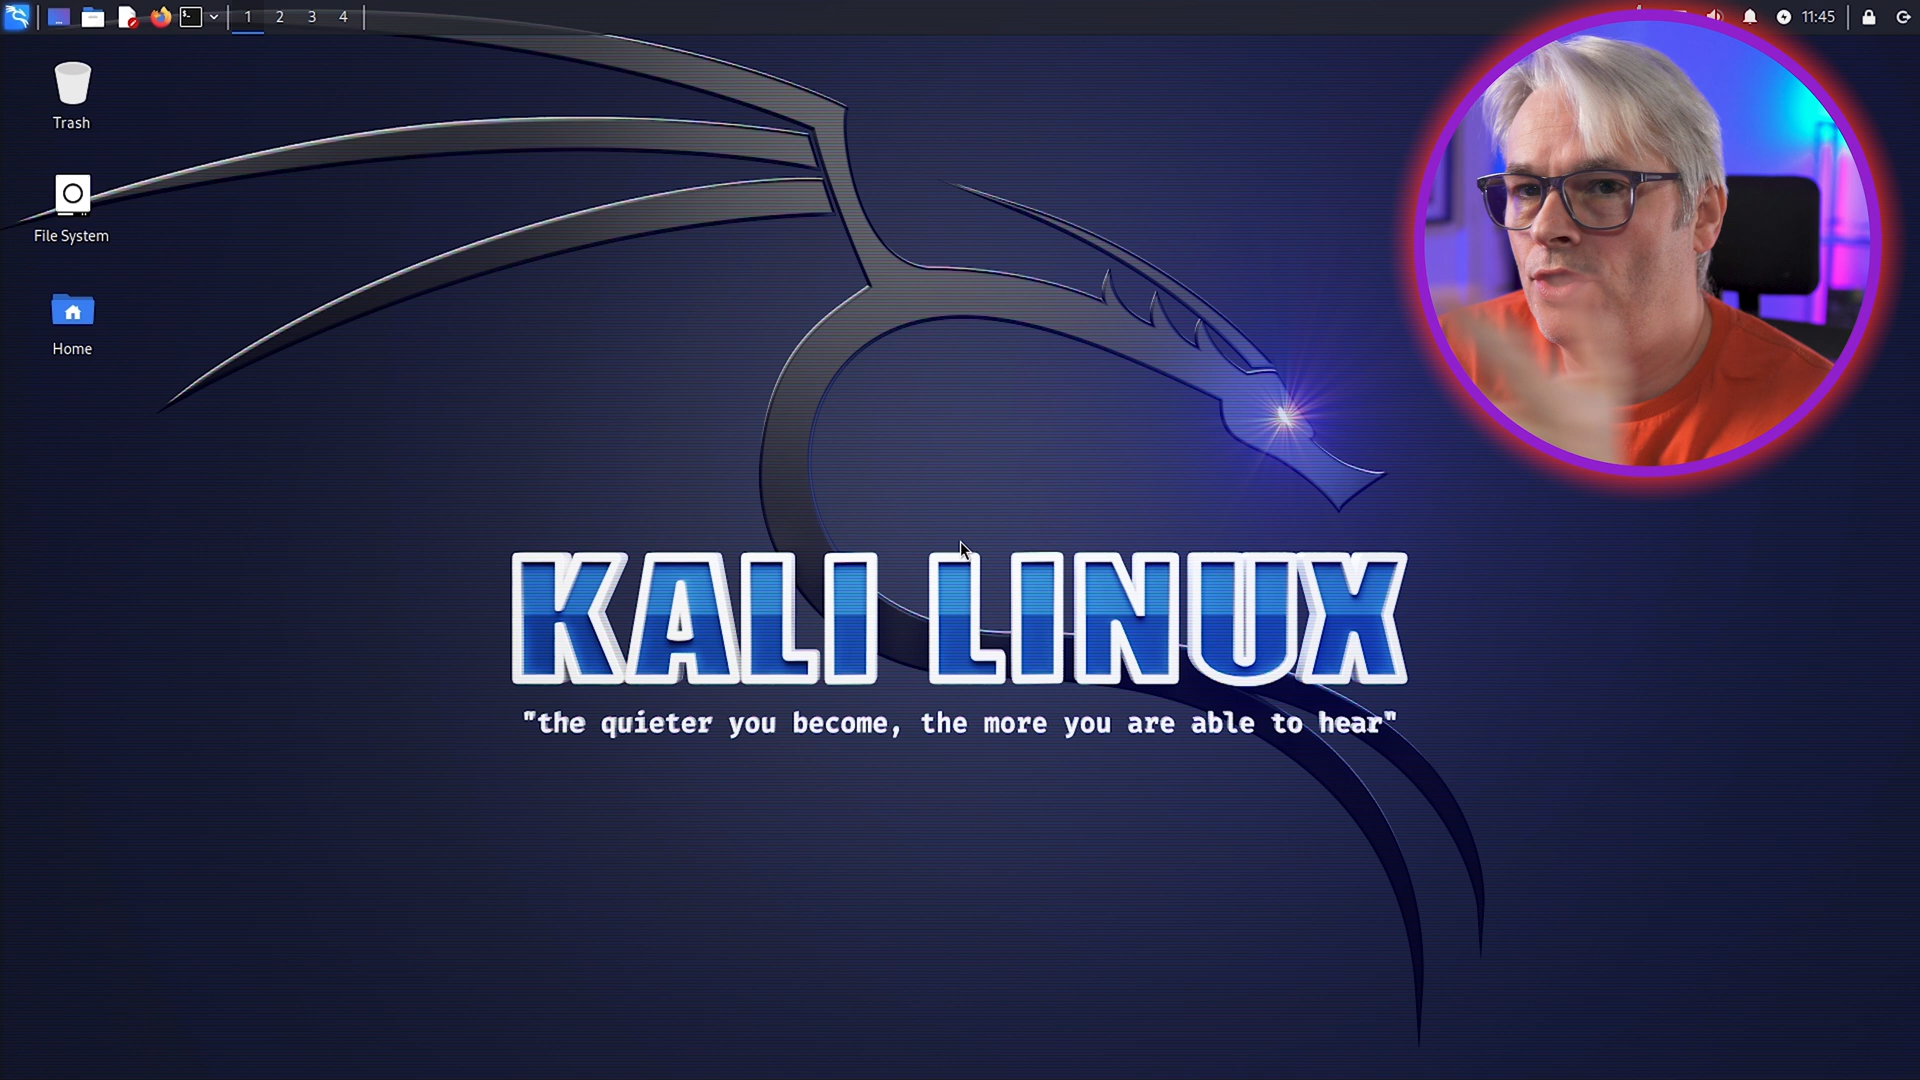 1 2 3 4
11:45
Trash
File System
Home
KALI LINUX
"the quieter you become, the more you are able to hear"